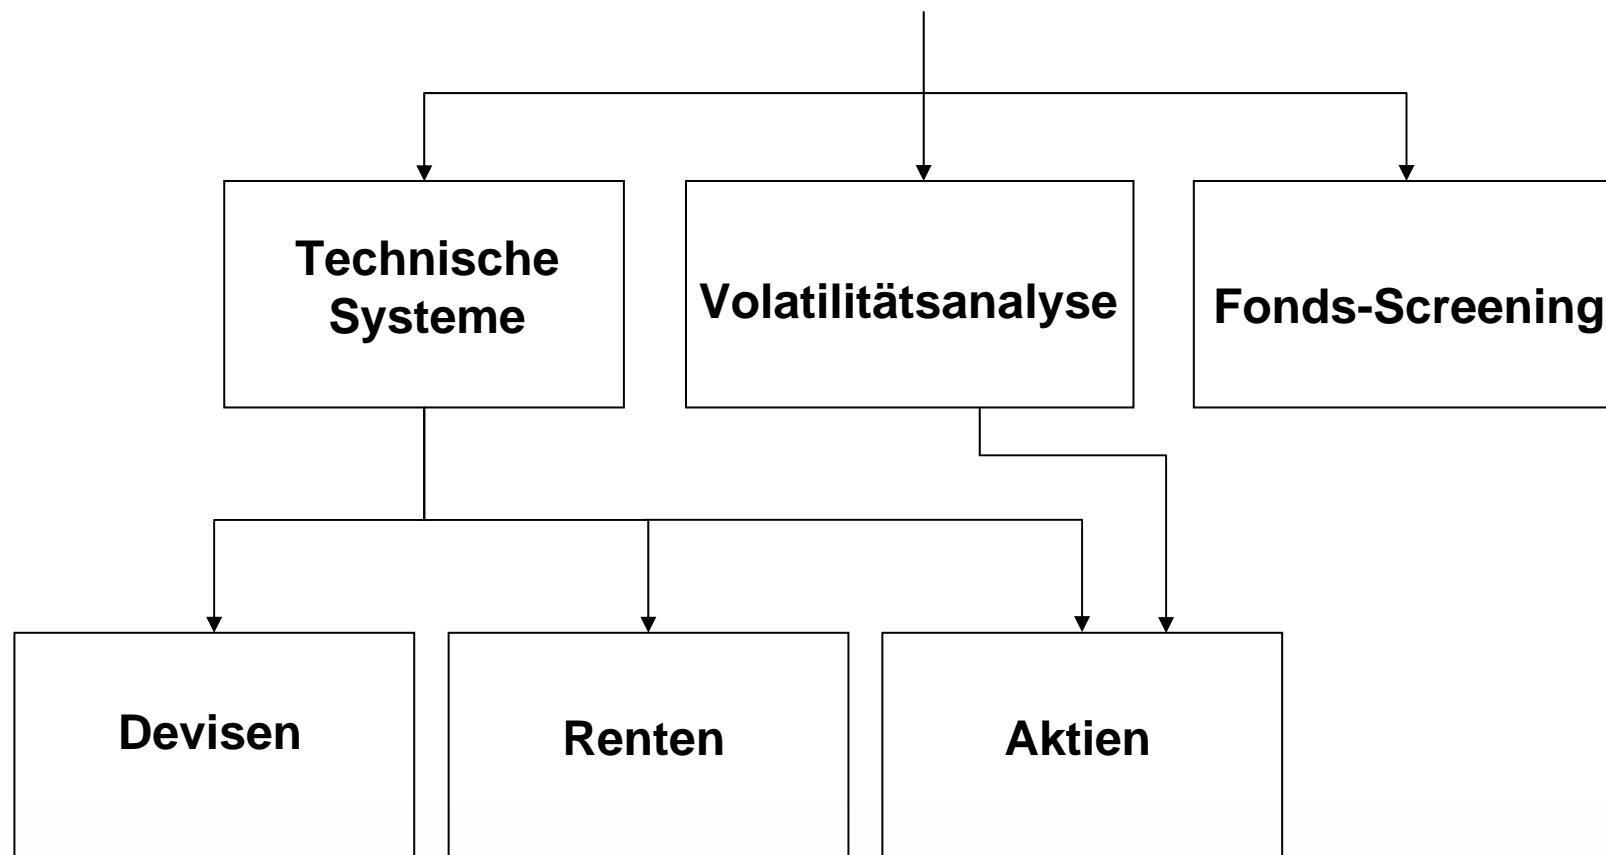 Technische
Systeme
Volatilitätsanalyse
Fonds-Screening
Devisen
Renten
Aktien